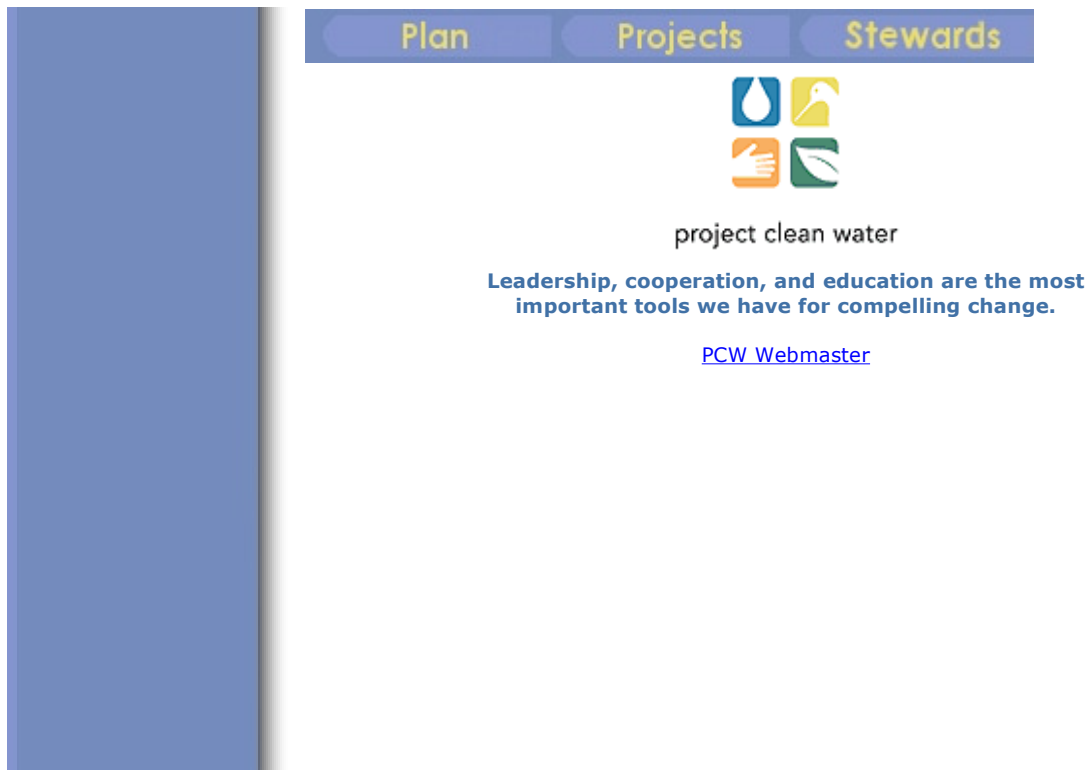 Plan Projects Stewards
project clean water
Leadership, cooperation, and education are the most
important tools we have for compelling change.
PCW Webmaster